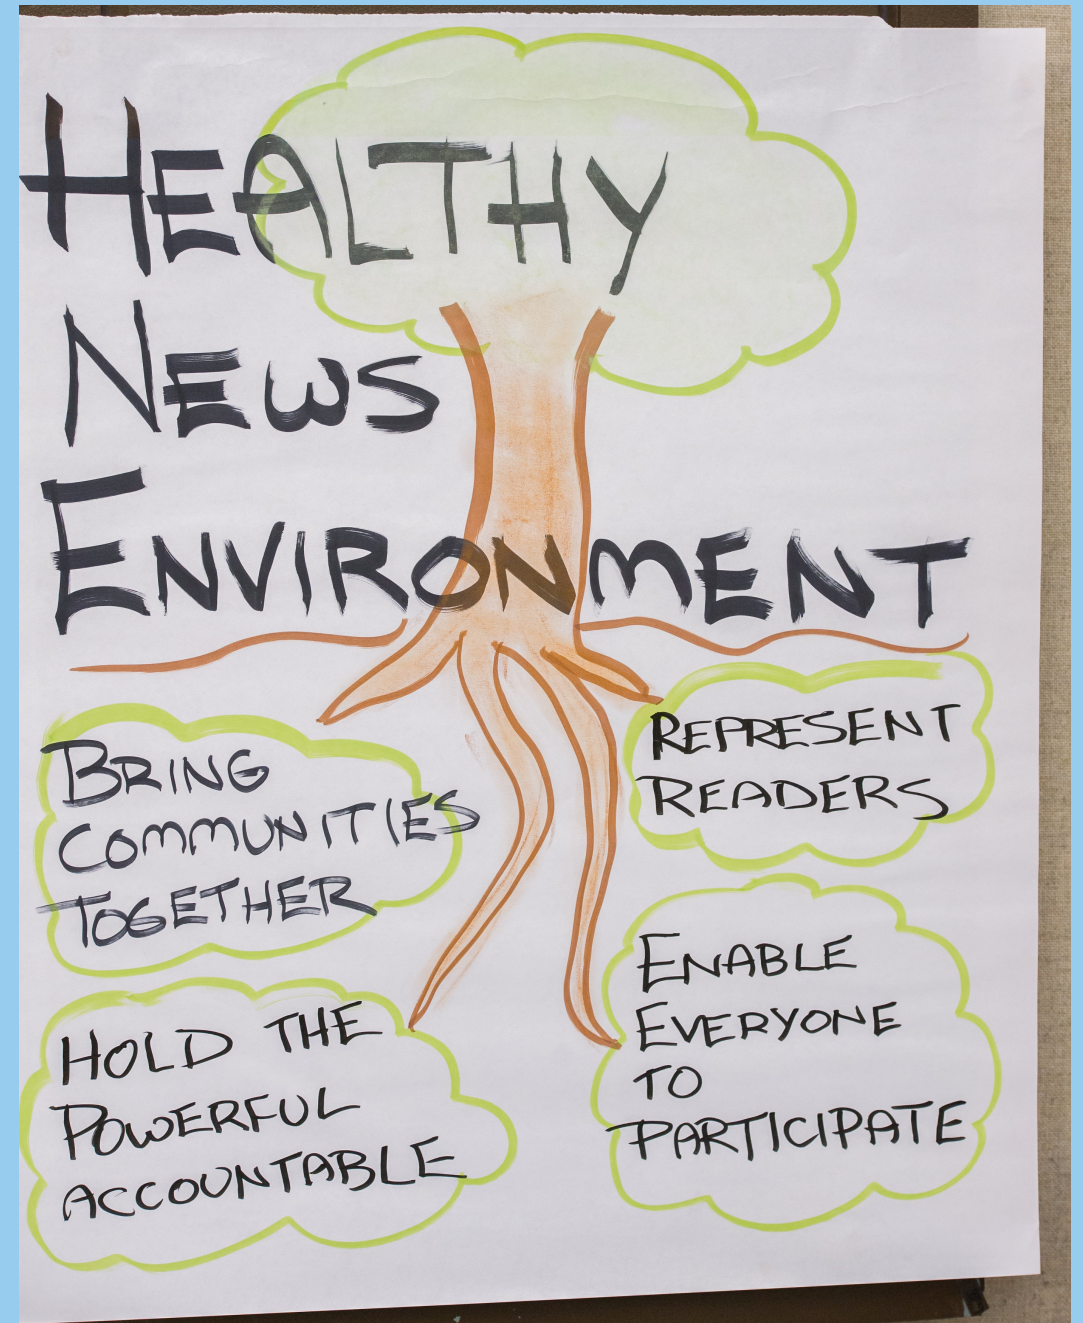 HEALTHY
NEWS
ENVIRONMENT
BRING
COMMUNITIES
TOGETHER
HOLD THE
POWERFUL
ACCOUNTABLE
REPRESENT
READERS
ENABLE
EVERYONE
TO
PARTICIPATE